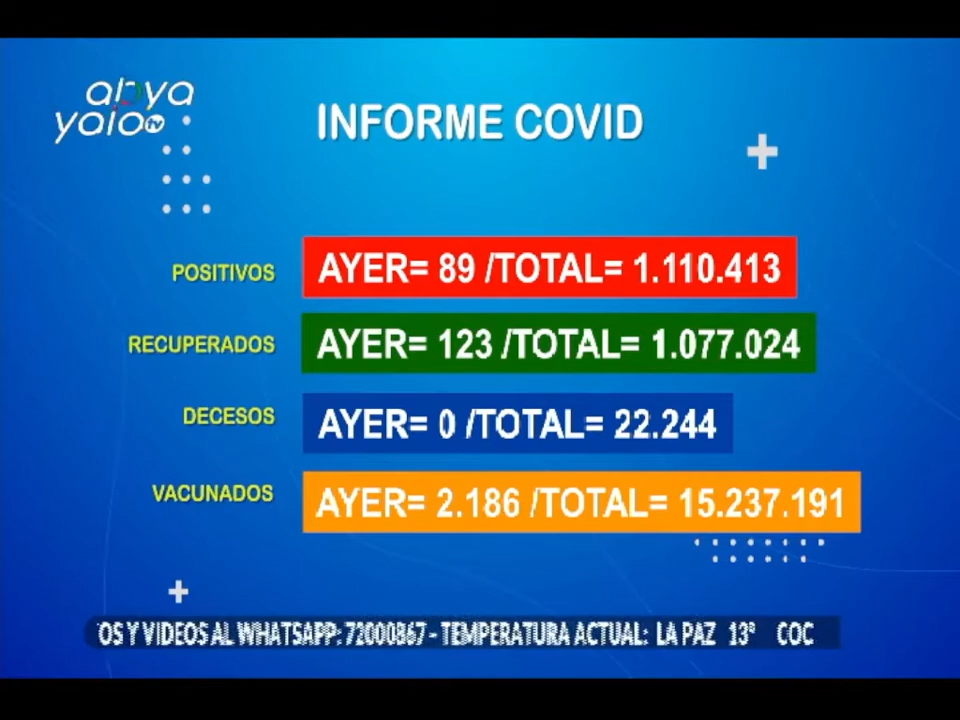 abya
yala tv
INFORME COVID
POSITIVOS AYER= 89 /TOTAL= 1.110.413
RECUPERADOS AYER= 123 /TOTAL= 1.077.024
DECESOS AYER= 0 /TOTAL= 22.244
VACUNADOS AYER= 2.186 /TOTAL= 15.237.191
OS Y VIDEOS AL WHATSAPP: 72000867 - TEMPERATURA ACTUAL: LA PAZ 13° COC